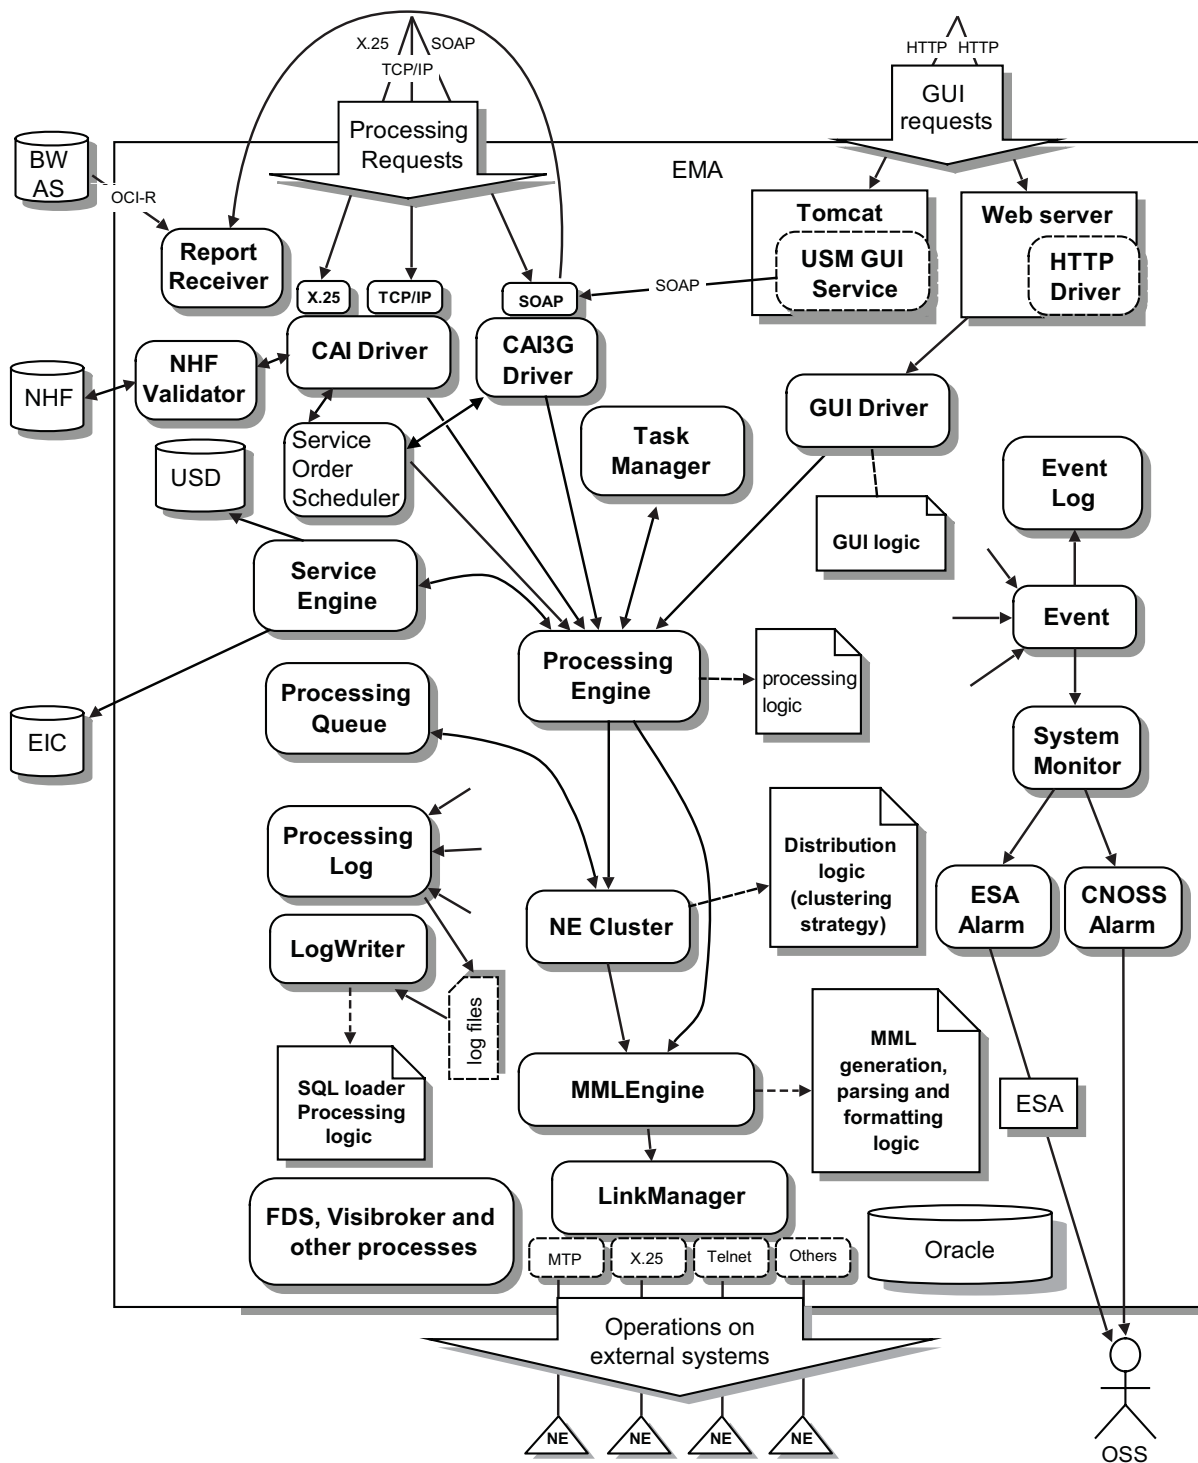 X.25
SOAP
TCP/IP
HTTP HTTP
Processing
Requests
GUI
requests
BW
AS
OCI-R
EMA
Report
Receiver
Tomcat
USM GUI
Service
Web server
HTTP
Driver
X.25
TCP/IP
SOAP
SOAP
CAI Driver
CAI3G
Driver
NHF
NHF
Validator
GUI Driver
Service
Order
Scheduler
Task
Manager
USD
Event
Log
GUI logic
Service
Engine
Event
Processing
Engine
processing
logic
Processing
Queue
EIC
System
Monitor
Processing
Log
Distribution
logic
(clustering
strategy)
ESA
Alarm
CNOSS
Alarm
NE Cluster
LogWriter
log files
SQL loader
Processing
logic
MMLEngine
MML
generation,
parsing and
formatting
logic
ESA
LinkManager
FDS, Visibroker and
other processes
MTP
X.25
Telnet
Others
Oracle
Operations on
external systems
NE
NE
NE
NE
OSS